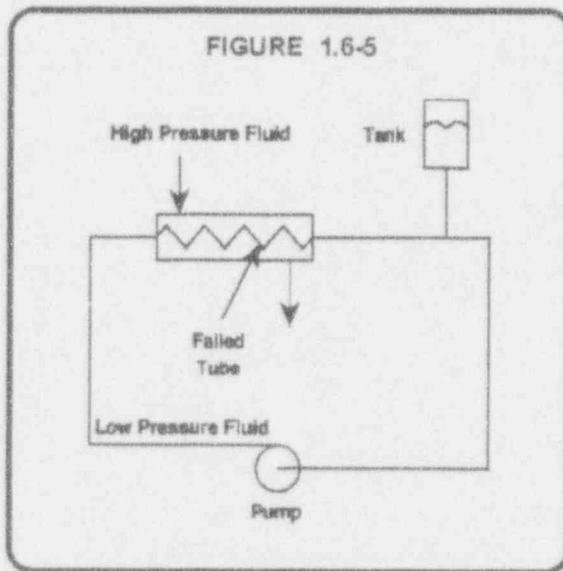 FIGURE 1.6-5
High Pressure Fluid
Tank
Failed
Tube
Low Pressure Fluid
Pump